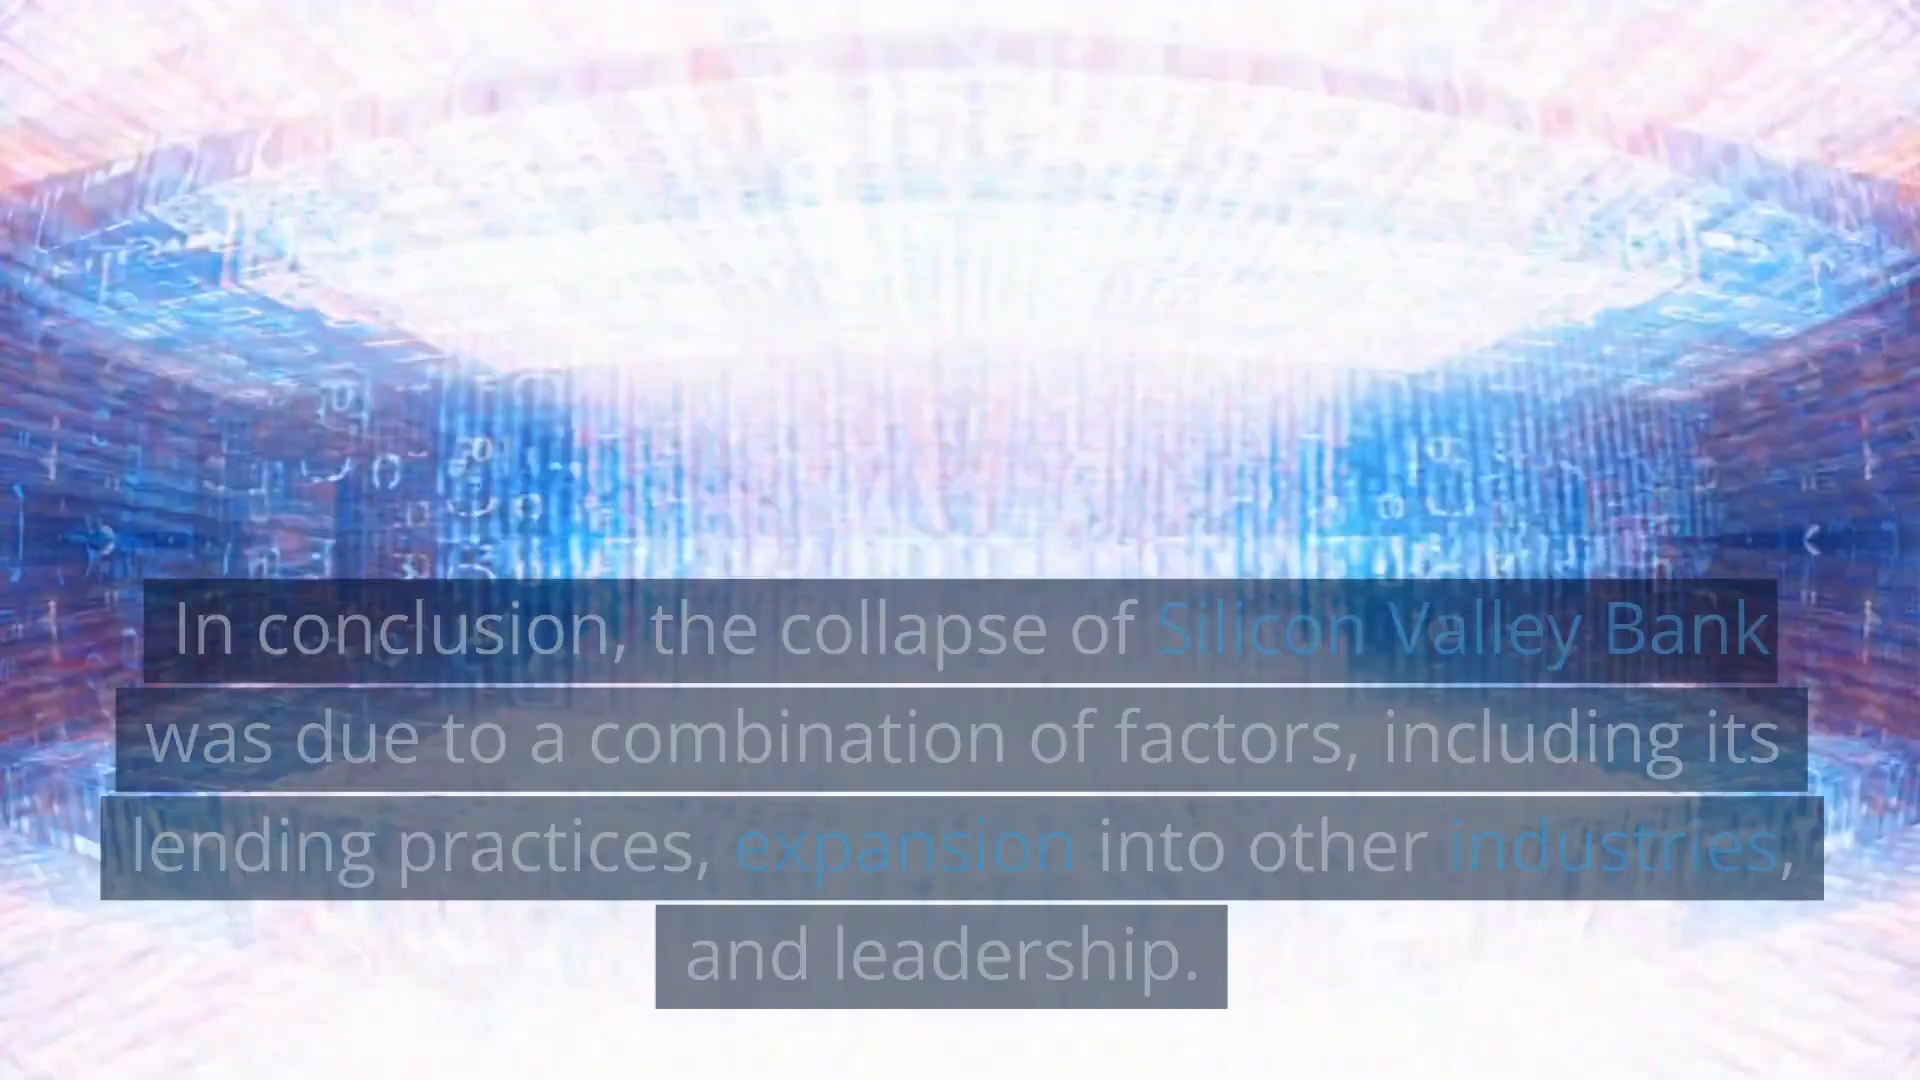 In conclusion, the collapse of Silicon Valley Bank
was due to a combination of factors, including its
lending practices, expansion into other industries,
and leadership.